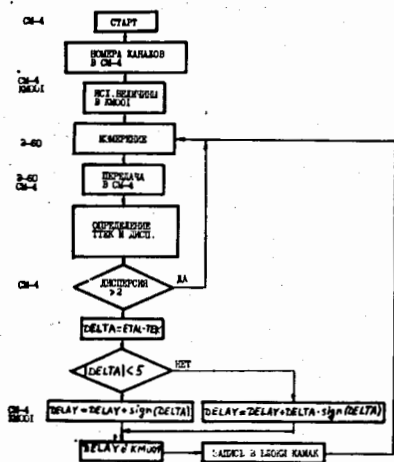 СМ-4
СТАРТ
НОМЕРА КАНАЛОВ
В СМ-4
СМ-4
КМ001
ИСХ. ВЕЛИЧИНЫ
В КМ001
Э-60
ИЗМЕРЕНИЕ
Э-60
СМ-4
ПЕРЕДАЧА
В СМ-4
ОПРЕДЕЛЕНИЕ
ТТЕК И ДИСП.
СМ-4
ДИСПЕРСИЯ
>2
ДА
DELTA=ETAL-TEK
|DELTA|<5
НЕТ
СМ-4
КМ001
DELAY=DELAY+sign(DELTA)
DELAY=DELAY+DELTA·sign(DELTA)
DELAY в КМ001
ЗАПИСЬ В БЛОКИ КАМАК